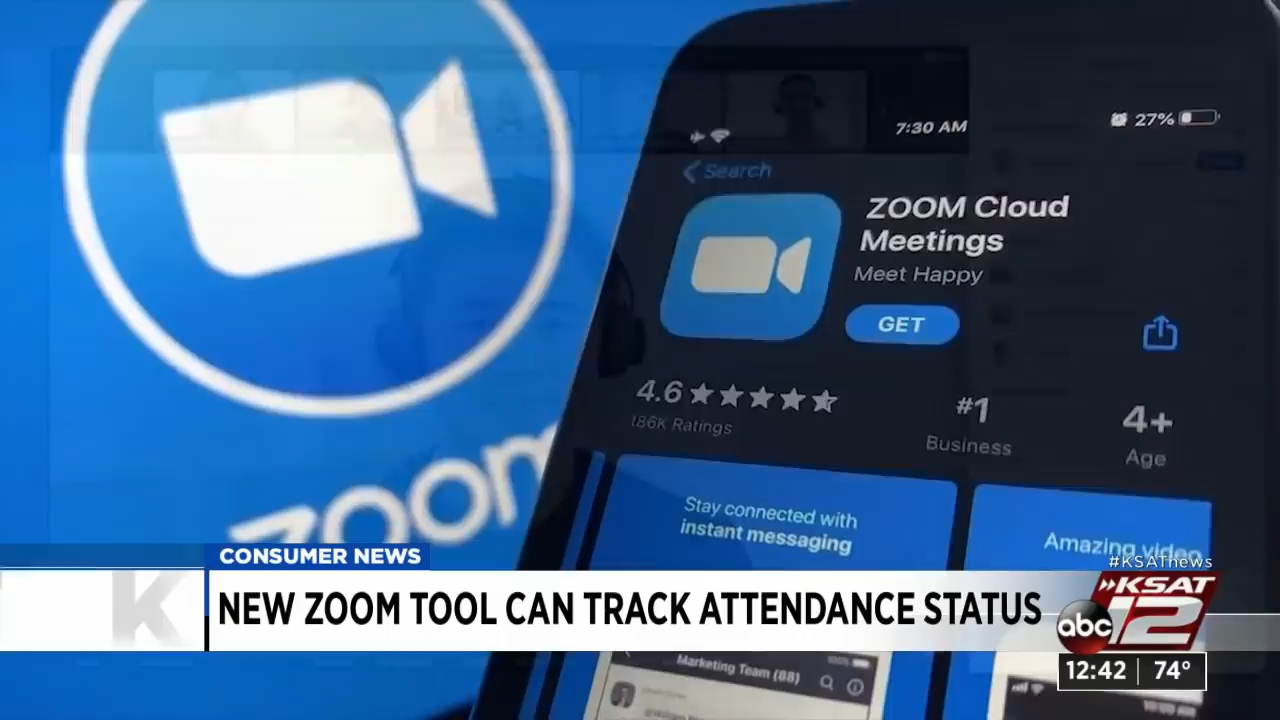 zoom
7:30 AM
27%
Search
ZOOM Cloud
Meetings
Meet Happy
GET
4.6
186K Ratings
#1
Business
4+
Age
Stay connected with
instant messaging
Amazing video
Marketing Team (88)
#KSATnews
CONSUMER NEWS
K
NEW ZOOM TOOL CAN TRACK ATTENDANCE STATUS
KSAT
abc 12
12:42 74°